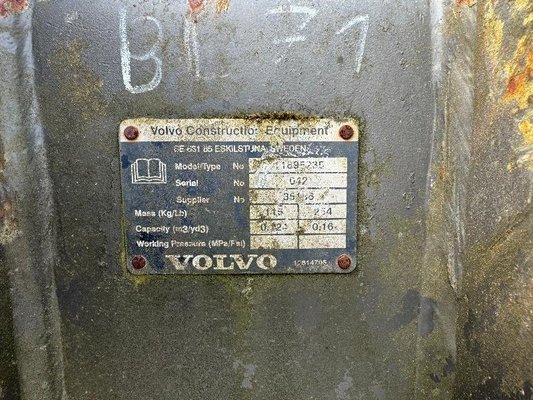 BL 71
Volvo Construction Equipment
SE-631 85 ESKILSTUNA, SWEDEN
Model/Type No
Serial No 042
Supplier No
Mass (Kg/Lb) 115 254
Capacity (m3/yd3) 0.16
Working Pressure (MPa/Psi)
VOLVO